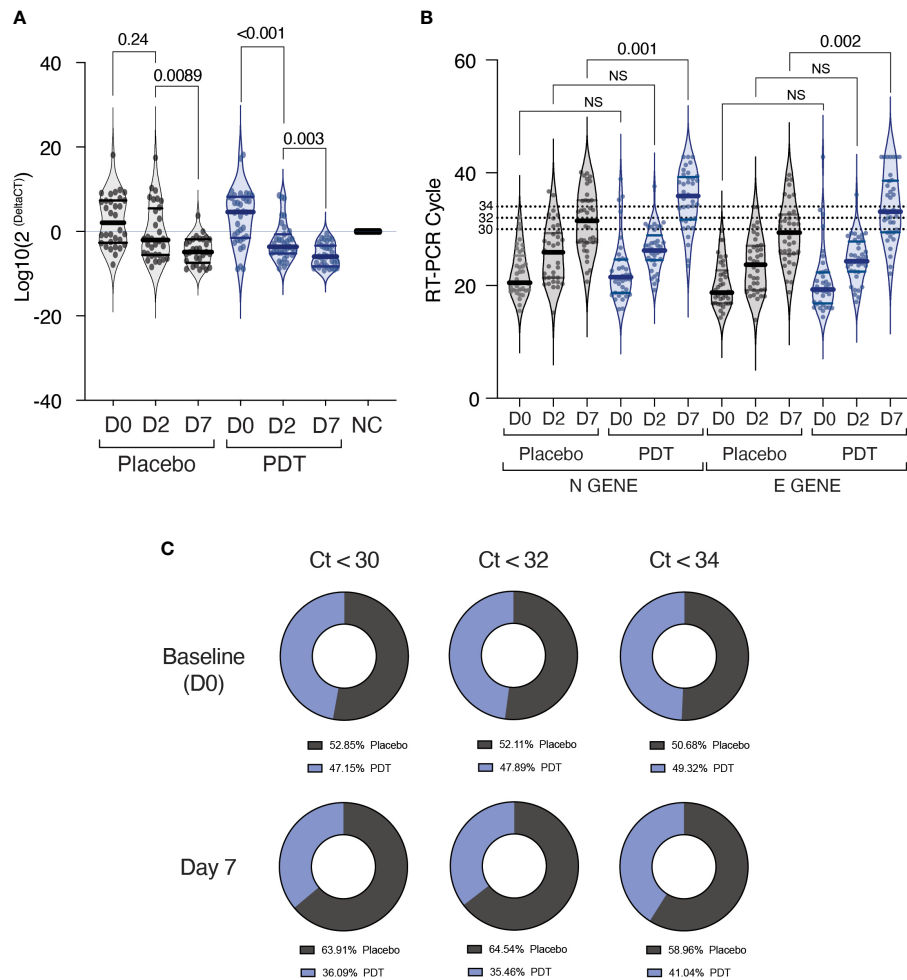 A
B
0.24
<0.001
0.0089
0.003
40
20
0
-20
-40
Log10(2 (DeltaCT))
D0 D2 D7 D0 D2 D7 NC
Placebo PDT
0.001
0.002
NS
NS
NS
NS
60
40
20
0
34
32
30
RT-PCR Cycle
D0 D2 D7 D0 D2 D7 D0 D2 D7 D0 D2 D7
Placebo PDT Placebo PDT
N GENE E GENE
C
Ct < 30 Ct < 32 Ct < 34
Baseline
(D0)
52.85% Placebo 52.11% Placebo 50.68% Placebo
47.15% PDT 47.89% PDT 49.32% PDT
Day 7
63.91% Placebo 64.54% Placebo 58.96% Placebo
36.09% PDT 35.46% PDT 41.04% PDT